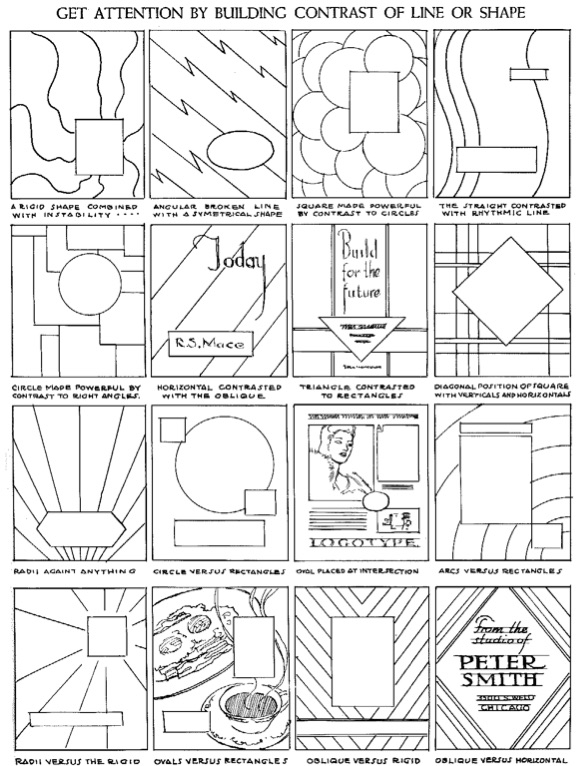 GET ATTENTION BY BUILDING CONTRAST OF LINE OR SHAPE
A RIGID SHAPE COMBINED
WITH INSTABILITY ····
ANGULAR BROKEN LINE
WITH A SYMETRICAL SHAPE
SQUARE MADE POWERFUL
BY CONTRAST TO CIRCLES
THE STRAIGHT CONTRASTED
WITH RHYTHMIC LINE
Today
R.S. Mace
Build
for the
future
CIRCLE MADE POWERFUL BY
CONTRAST TO RIGHT ANGLES.
HORIZONTAL CONTRASTED
WITH THE OBLIQUE
TRIANGLE CONTRASTED
TO RECTANGLES
DIAGONAL POSITION OF SQUARE
WITH VERTICALS AND HORIZONTALS
LOGOTYPE
RADII AGAINT ANYTHING
CIRCLE VERSUS RECTANGLES
OVAL PLACED AT INTERSECTION
ARCS VERSUS RECTANGLES
From the
studio of
PETER
SMITH
CHICAGO
RADII VERSUS THE RIGID
OVALS VERSUS RECTANGLES
OBLIQUE VERSUS RIGID
OBLIQUE VERSUS HORIZONTAL